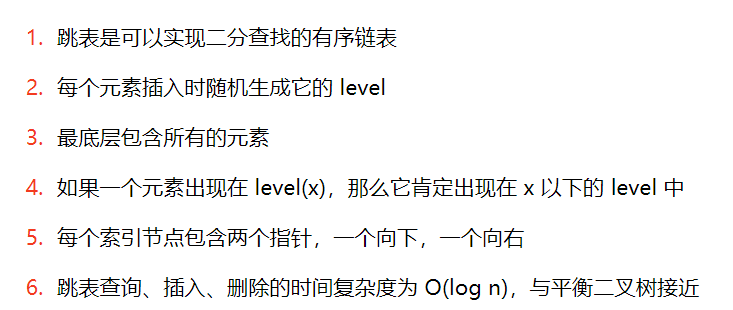 1. 跳表是可以实现二分查找的有序链表
2. 每个元素插入时随机生成它的 level
3. 最底层包含所有的元素
4. 如果一个元素出现在 level(x)，那么它肯定出现在 x 以下的 level 中
5. 每个索引节点包含两个指针，一个向下，一个向右
6. 跳表查询、插入、删除的时间复杂度为 O(log n)，与平衡二叉树接近